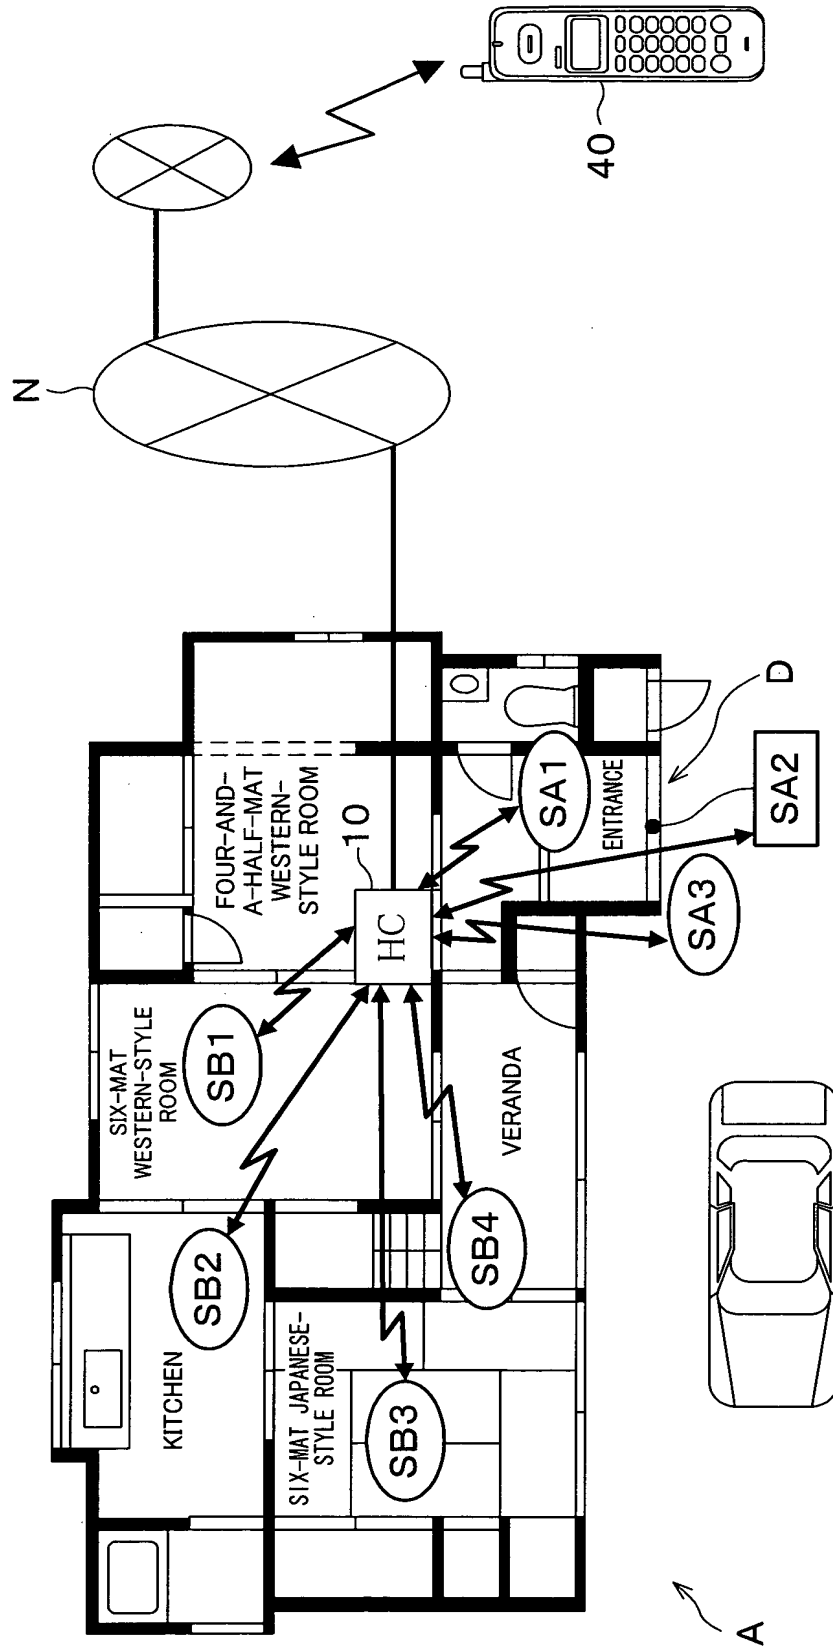 A
KITCHEN
SIX-MAT JAPANESE-
STYLE ROOM
SB3
SB2
SB4
SIX-MAT
WESTERN-STYLE
ROOM
SB1
VERANDA
FOUR-AND-
A-HALF-MAT
WESTERN-
STYLE ROOM
10
HC
SA1
ENTRANCE
SA3
SA2
D
N
40